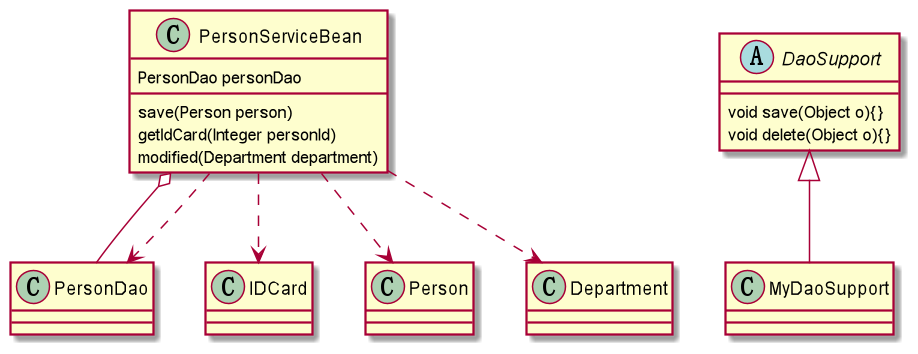 C PersonServiceBean
PersonDao personDao
save(Person person)
getIdCard(Integer personId)
modified(Department department)
A DaoSupport
void save(Object o){}
void delete(Object o){}
C PersonDao
C IDCard
C Person
C Department
C MyDaoSupport